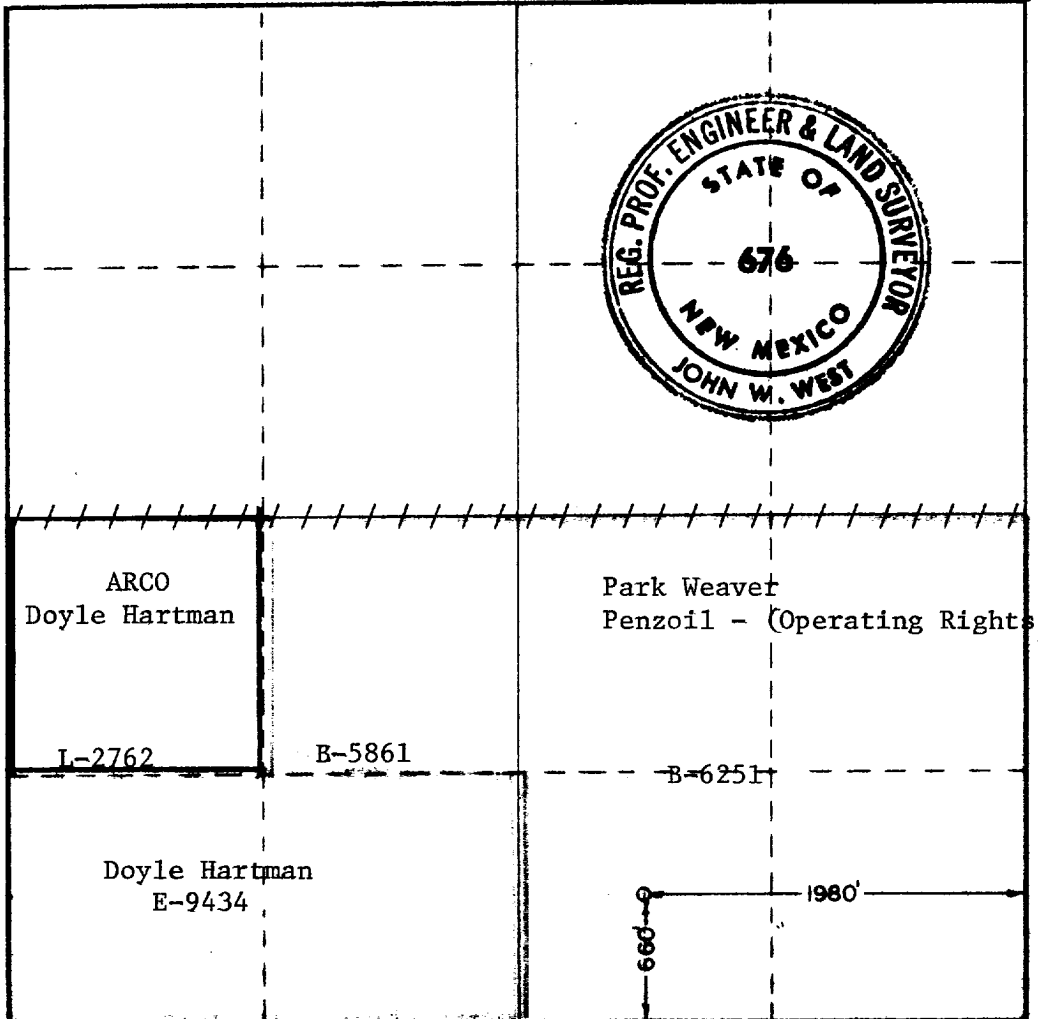 REG. PROF. ENGINEER & LAND SURVEYOR
STATE OF
676
NEW MEXICO
JOHN W. WEST
ARCO
Doyle Hartman
Park Weaver
Penzoil - (Operating Rights
L-2762
B-5861
B-6251
Doyle Hartman
E-9434
1980'
660'